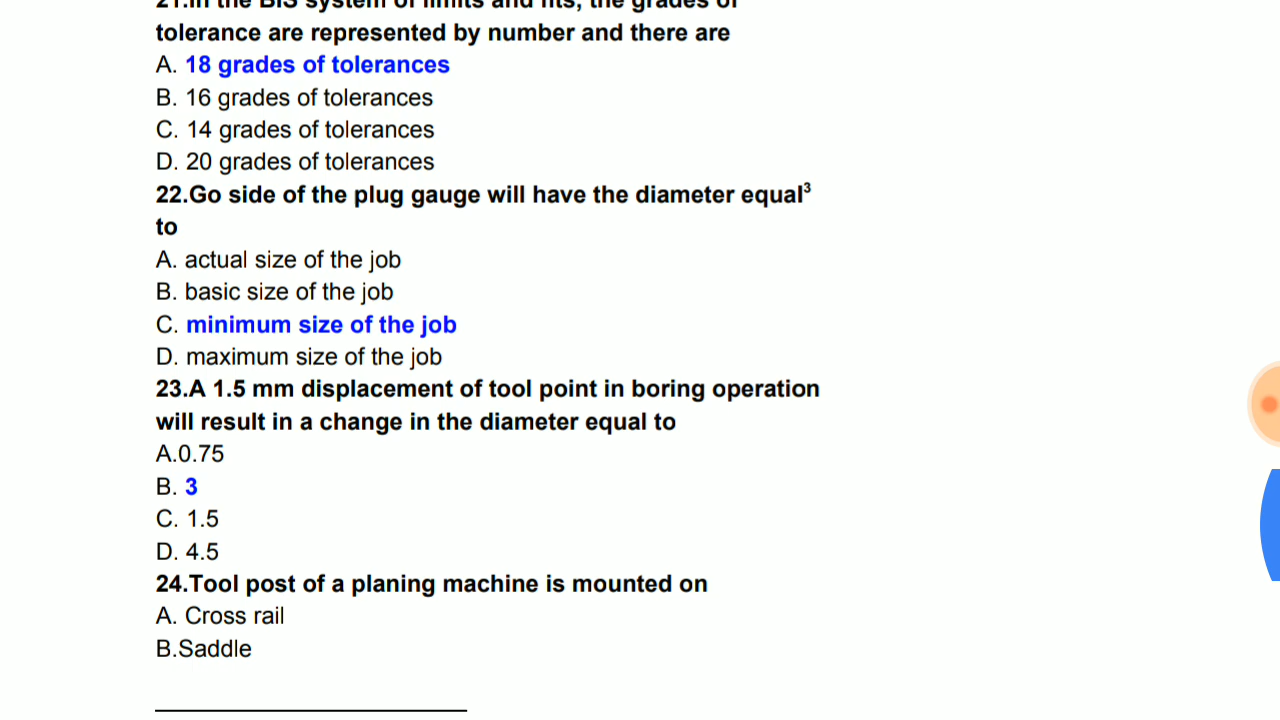 21.In the BIS system of limits and fits, the grades of
tolerance are represented by number and there are
A. 18 grades of tolerances
B. 16 grades of tolerances
C. 14 grades of tolerances
D. 20 grades of tolerances
22.Go side of the plug gauge will have the diameter equal³
to
A. actual size of the job
B. basic size of the job
C. minimum size of the job
D. maximum size of the job
23.A 1.5 mm displacement of tool point in boring operation
will result in a change in the diameter equal to
A.0.75
B. 3
C. 1.5
D. 4.5
24.Tool post of a planing machine is mounted on
A. Cross rail
B.Saddle